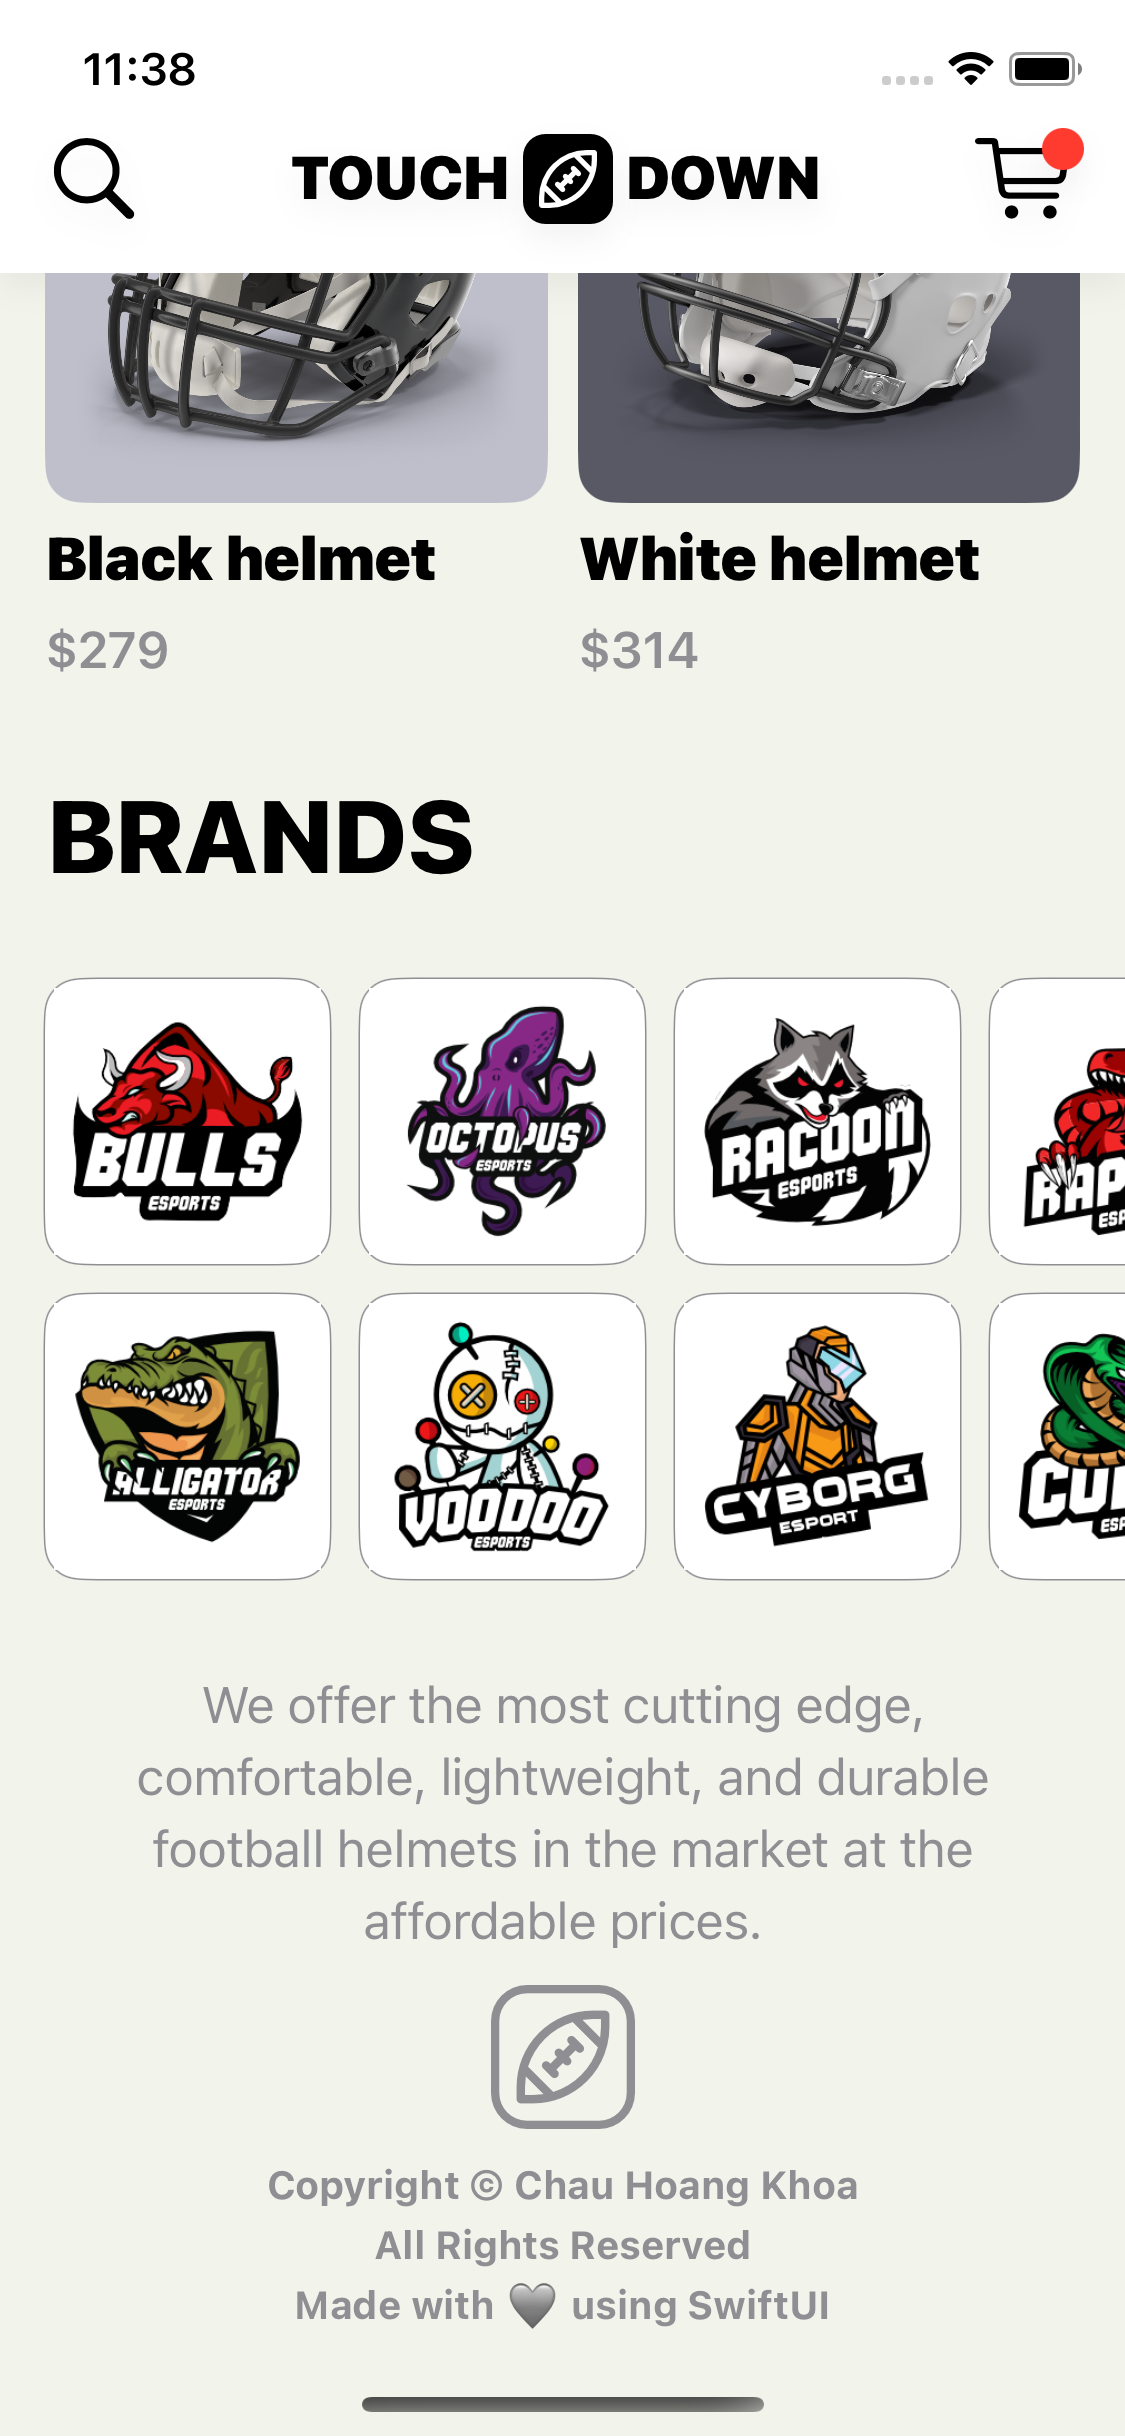 11:38
TOUCH DOWN
Black helmet
White helmet
$279
$314
BRANDS
BULLS
ESPORTS
OCTOPUS
ESPORTS
RACOON
ESPORTS
ALLIGATOR
ESPORTS
VOODOO
ESPORTS
CYBORG
ESPORT
We offer the most cutting edge,
comfortable, lightweight, and durable
football helmets in the market at the
affordable prices.
Copyright © Chau Hoang Khoa
All Rights Reserved
Made with 🩶 using SwiftUI